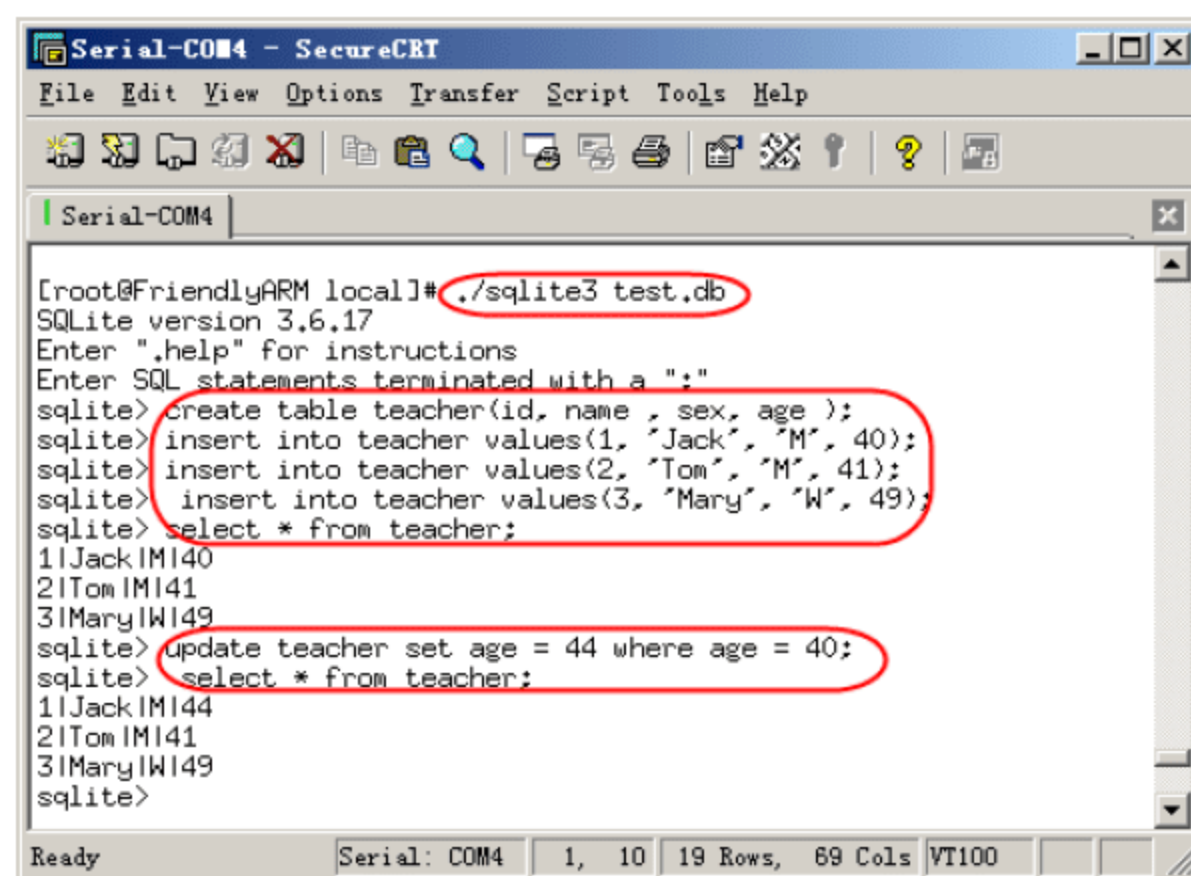 Serial-COM4 - SecureCRT
File Edit View Options Transfer Script Tools Help
Serial-COM4
[root@FriendlyARM local]# ./sqlite3 test.db
SQLite version 3.6.17
Enter ".help" for instructions
Enter SQL statements terminated with a ";"
sqlite> create table teacher(id, name , sex, age );
sqlite> insert into teacher values(1, "Jack", "M", 40);
sqlite> insert into teacher values(2, "Tom", "M", 41);
sqlite>  insert into teacher values(3, "Mary", "W", 49);
sqlite> select * from teacher;
1|Jack|M|40
2|Tom|M|41
3|Mary|W|49
sqlite> update teacher set age = 44 where age = 40;
sqlite>  select * from teacher;
1|Jack|M|44
2|Tom|M|41
3|Mary|W|49
sqlite>
Ready Serial: COM4 1, 10 19 Rows, 69 Cols VT100